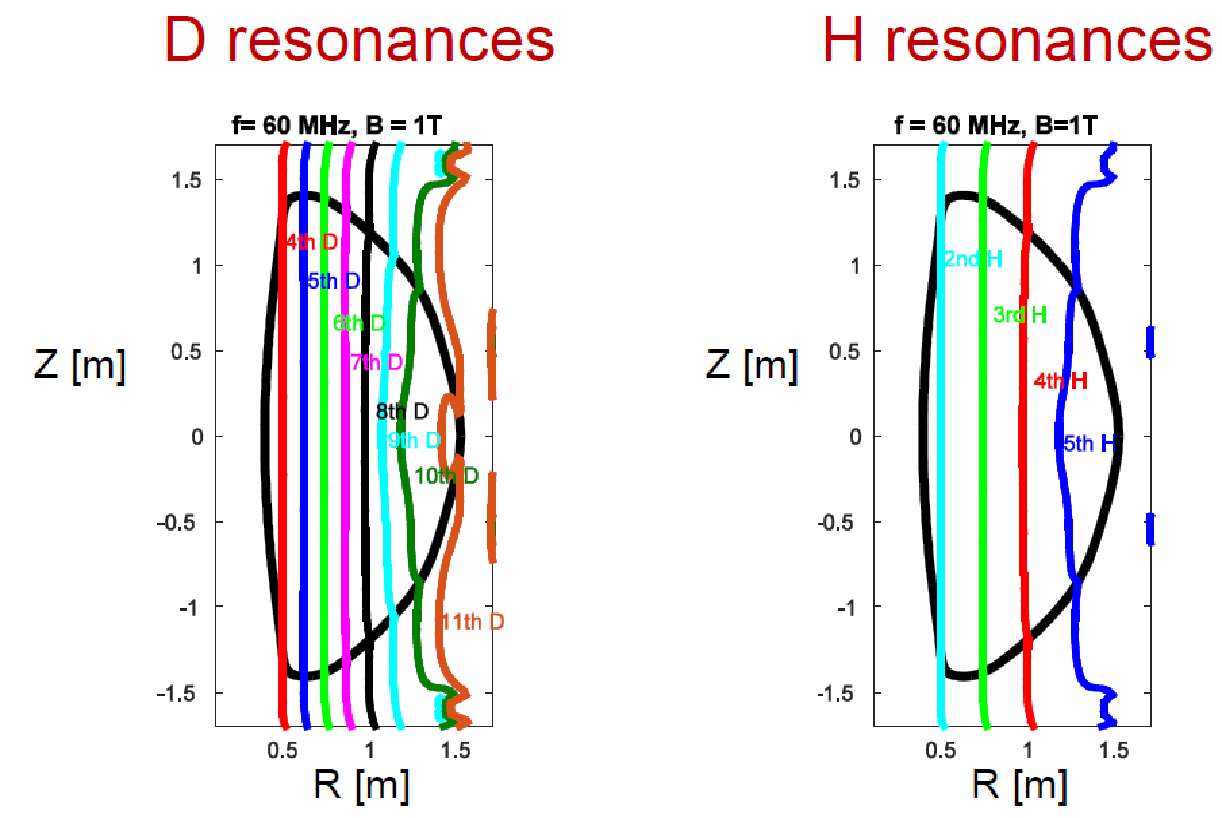 D resonances
H resonances
f= 60 MHz, B = 1T
f = 60 MHz, B=1T
1.5
1
0.5
0
-0.5
-1
-1.5
Z [m]
4th D
5th D
6th D
7th D
8th D
9th D
10th D
11th D
0.5 1 1.5
R [m]
1.5
1
0.5
0
-0.5
-1
-1.5
Z [m]
2nd H
3rd H
4th H
5th H
0.5 1 1.5
R [m]